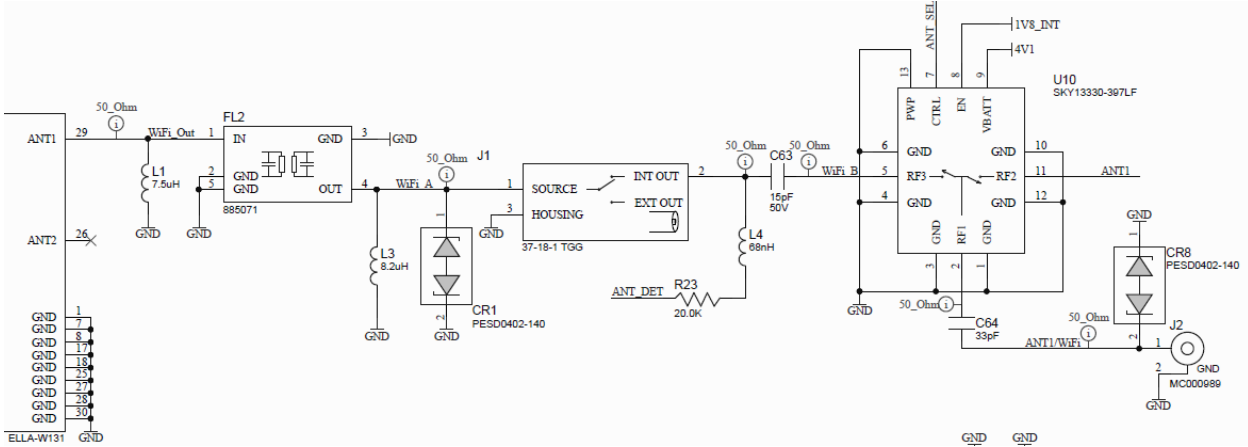 ANT_SEL
1V8_INT
4V1
13
7
8
9
U10
SKY13330-397LF
PWP
CTRL
EN
VBATT
50_Ohm
i
FL2
ANT1
29
WiFi_Out
1
IN
GND
3
GND
L1
7.5uH
2
GND
5
GND
OUT
4
885071
GND
GND
50_Ohm
i
J1
WiFi_A
1
SOURCE
INT OUT
2
3
HOUSING
EXT OUT
GND
37-18-1 TGG
50_Ohm
i
C63
50_Ohm
i
15pF
50V
WiFi_B
6
GND
GND
10
5
RF3
RF2
11
ANT1
4
GND
GND
12
GND
RF1
GND
3
2
1
ANT2
26
L3
8.2uH
GND
1
2
GND
CR1
PESD0402-140
L4
68nH
ANT_DET
R23
20.0K
GND
50_Ohm
i
C64
33pF
50_Ohm
i
ANT1/WiFi
GND
1
CR8
PESD0402-140
2
J2
1
2
GND
MC000989
GND
GND
1
GND
7
GND
8
GND
17
GND
18
GND
25
GND
27
GND
28
GND
30
ELLA-W131
GND
GND
GND